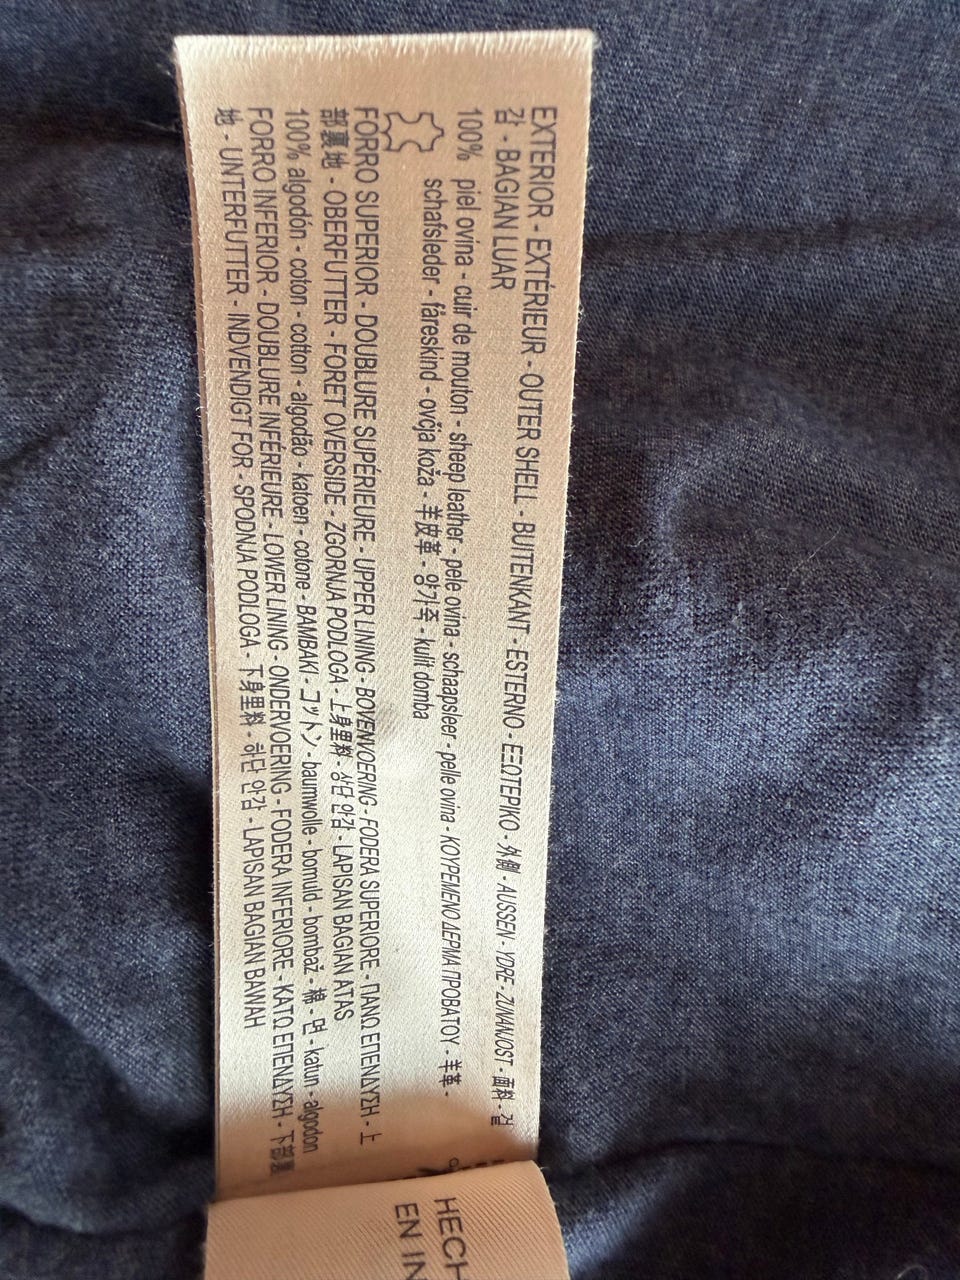 EXTERIOR - EXTÉRIEUR - OUTER SHELL - BUITENKANT - ESTERNO - ΕΞΩΤΕΡΙΚΟ - 外側 - AUSSEN - YDRE - ZUNANJOST - 面料 - 겉
감 - BAGIAN LUAR
100% piel ovina - cuir de mouton - sheep leather - pele ovina - schaapsleer - pelle ovina - ΚΟΥΡΕΜΕΝΟ ΔΕΡΜΑ ΠΡΟΒΑΤΟΥ - 羊革 -
schafsleder - fåreskind - ovčja koža - 羊皮革 - 양가죽 - kulit domba
FORRO SUPERIOR - DOUBLURE SUPÉRIEURE - UPPER LINING - BOVENVOERING - FODERA SUPERIORE - ΠΑΝΩ ΕΠΕΝΔΥΣΗ - 上
部裏地 - OBERFUTTER - FORET OVERSIDE - ZGORNJA PODLOGA - 上身里料 - 상단 안감 - LAPISAN BAGIAN ATAS
100% algodón - coton - cotton - algodão - katoen - cotone - BAMBAKI - コットン - baumwolle - bomuld - bombaž - 棉 - 면 - katun - algodon
FORRO INFERIOR - DOUBLURE INFÉRIEURE - LOWER LINING - ONDERVOERING - FODERA INFERIORE - ΚΑΤΩ ΕΠΕΝΔΥΣΗ - 下部裏
地 - UNTERFUTTER - INDVENDIGT FOR - SPODNJA PODLOGA - 下身里料 - 하단 안감 - LAPISAN BAGIAN BAWAH
HECH
EN IN